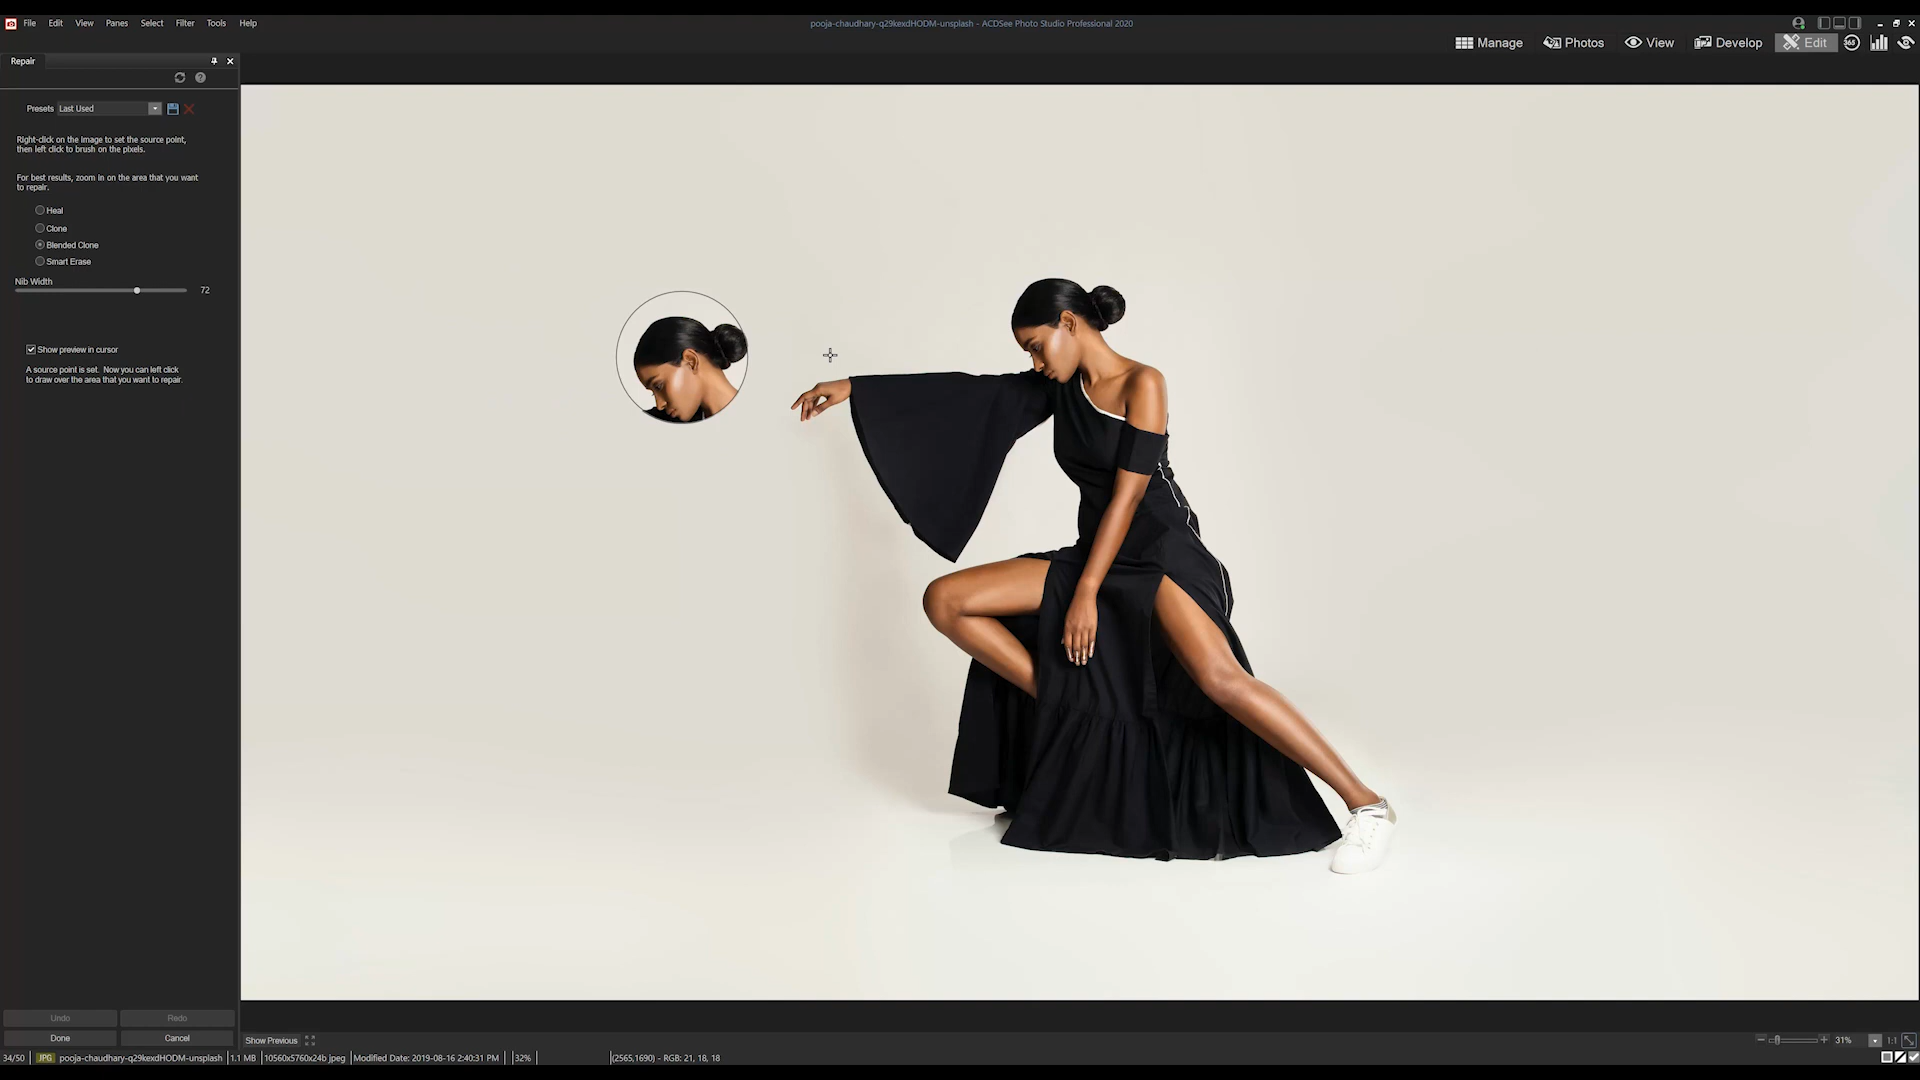 File Edit View Panes Select Filter Tools Help
pooja-chaudhary-q29kexdHODM-unsplash - ACDSee Photo Studio Professional 2020
Manage Photos View Develop Edit 365
Repair
Presets Last Used
Right-click on the image to set the source point,
then left click to brush on the pixels.
For best results, zoom in on the area that you want
to repair.
Heal
Clone
Blended Clone
Smart Erase
Nib Width
72
Show preview in cursor
A source point is set. Now you can left click
to draw over the area that you want to repair.
Undo Redo
Done Cancel
Show Previous
31% 1:1
34/50 JPG pooja-chaudhary-q29kexdHODM-unsplash 1.1 MB 10560x5760x24b jpeg Modified Date: 2019-08-16 2:40:31 PM 32% (2565,1690) - RGB: 21, 18, 18